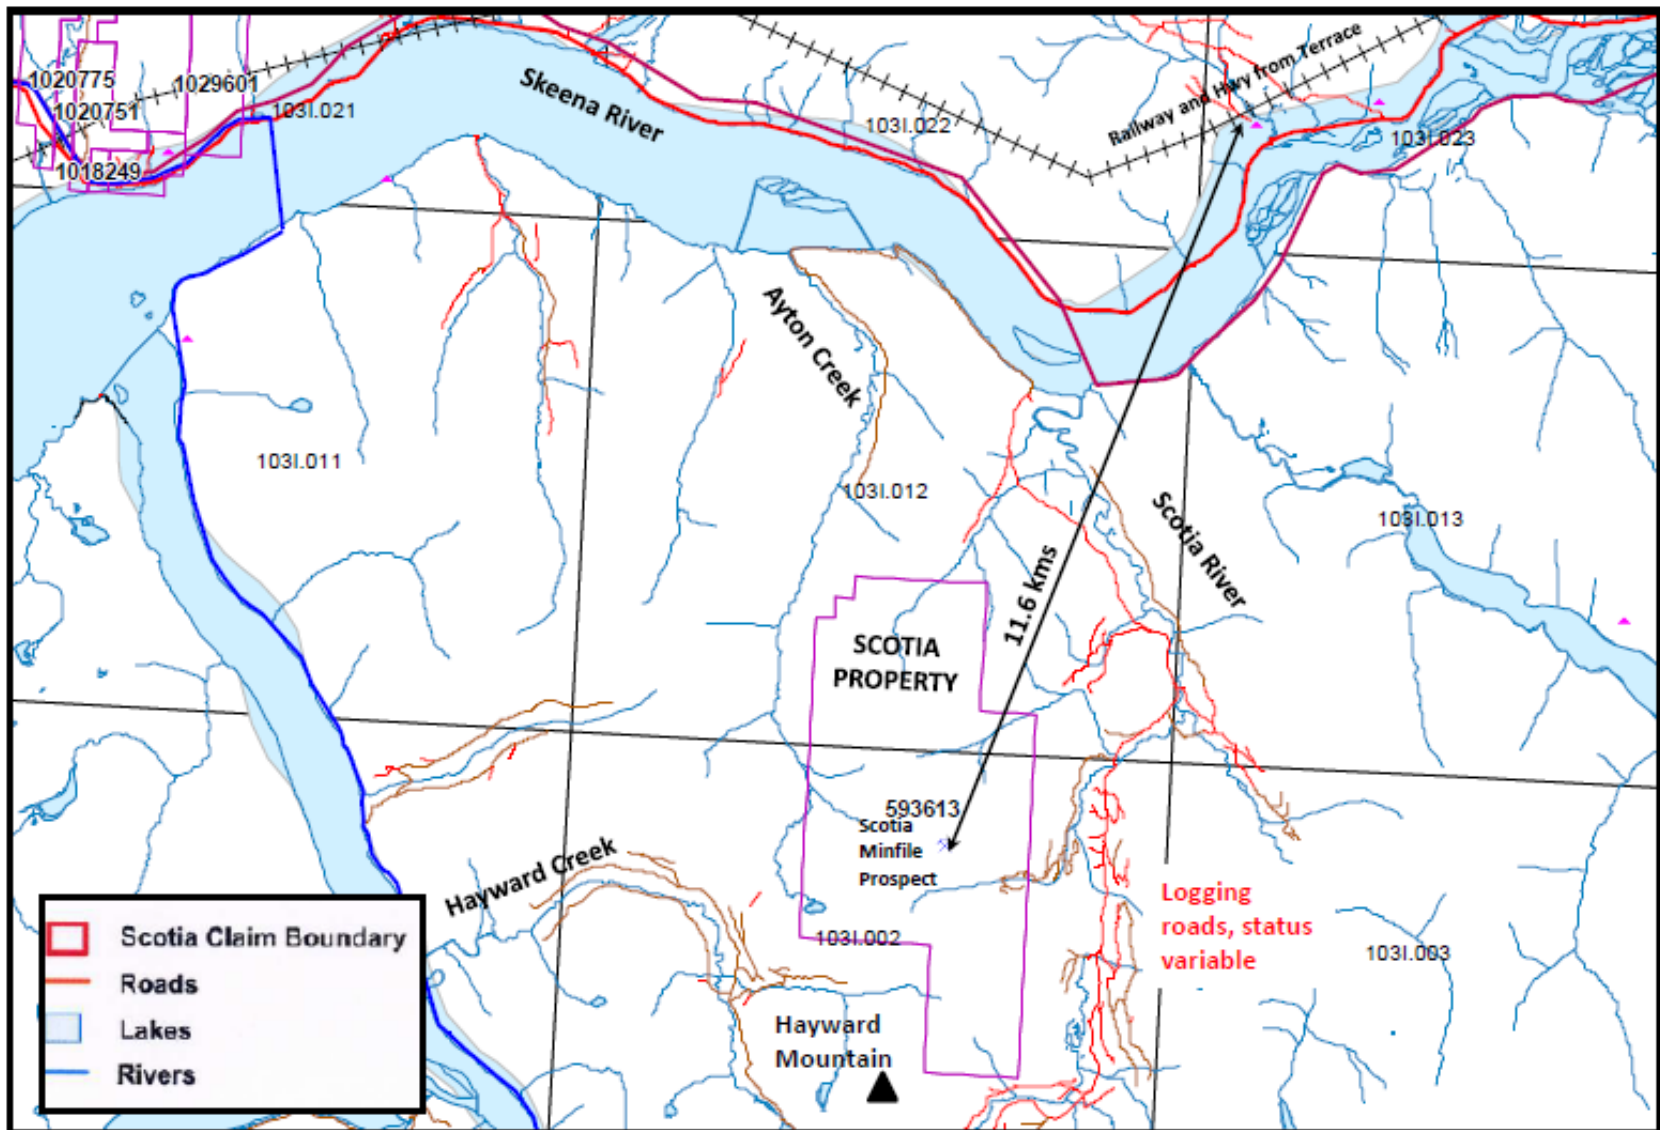 1020775
1029601
1020751
103I.021
1018249
Skeena River
103I.022
Railway and Hwy from Terrace
103I.023
Ayton Creek
103I.011
103I.012
Scotia River
103I.013
11.6 kms
SCOTIA
PROPERTY
593613
Scotia
Minfile
Prospect
Hayward Creek
Logging
roads, status
variable
103I.002
103I.003
Hayward
Mountain
Scotia Claim Boundary
Roads
Lakes
Rivers